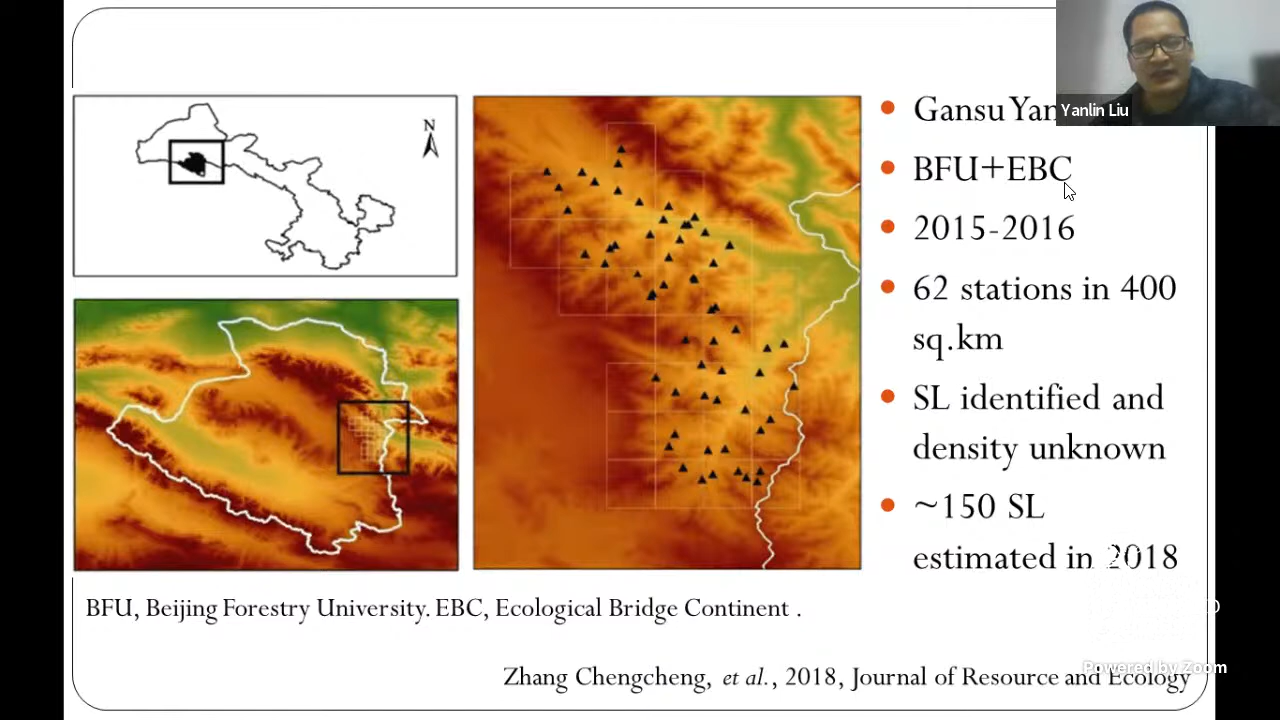 N
Gansu Yan
Yanlin Liu
BFU+EBC
2015-2016
62 stations in 400
sq.km
SL identified and
density unknown
~150 SL
estimated in 2018
BFU, Beijing Forestry University. EBC, Ecological Bridge Continent .
Powered by Zoom
Zhang Chengcheng, et al., 2018, Journal of Resource and Ecology